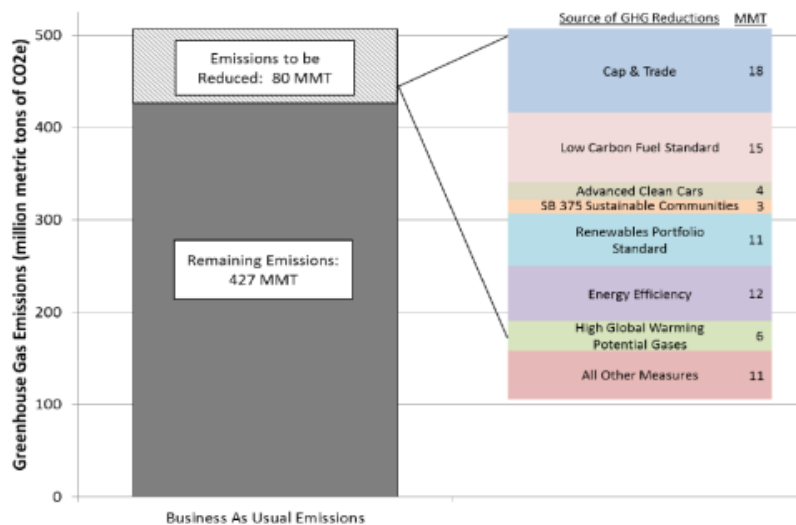 Source of GHG Reductions MMT
Greenhouse Gas Emissions (million metric tons of CO2e)
500
400
300
200
100
0
Emissions to be
Reduced: 80 MMT
Remaining Emissions:
427 MMT
Business As Usual Emissions
Cap & Trade 18
Low Carbon Fuel Standard 15
Advanced Clean Cars 4
SB 375 Sustainable Communities 3
Renewables Portfolio
Standard 11
Energy Efficiency 12
High Global Warming
Potential Gases 6
All Other Measures 11